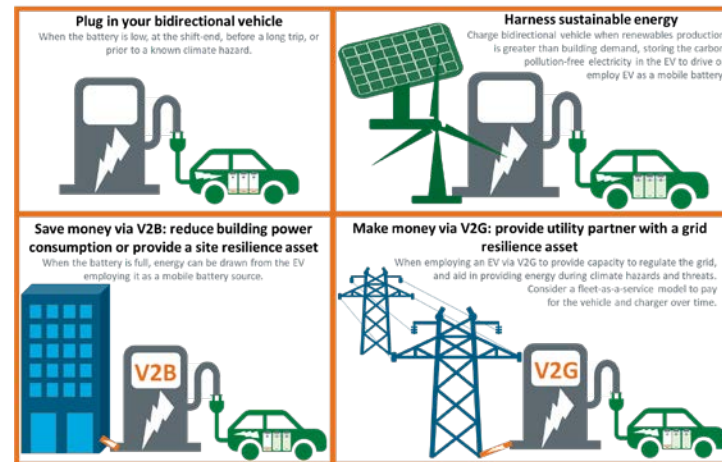 Plug in your bidirectional vehicle
When the battery is low, at the shift-end, before a long trip, or
prior to a known climate hazard.
Harness sustainable energy
Charge bidirectional vehicle when renewables production
is greater than building demand, storing the carbon
pollution-free electricity in the EV to drive or
employ EV as a mobile battery
Save money via V2B: reduce building power
consumption or provide a site resilience asset
When the battery is full, energy can be drawn from the EV
employing it as a mobile battery source.
V2B
Make money via V2G: provide utility partner with a grid
resilience asset
When employing an EV via V2G to provide capacity to regulate the grid,
and aid in providing energy during climate hazards and threats.
Consider a fleet-as-a-service model to pay
for the vehicle and charger over time.
V2G